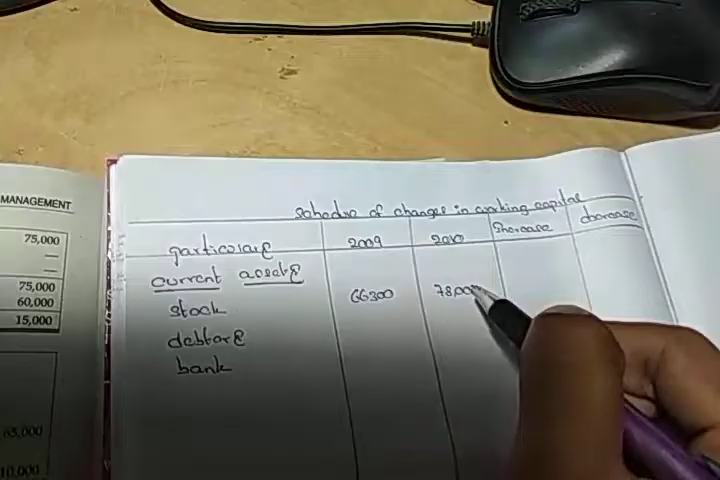 MANAGEMENT
75,000
—
—
75,000
60,000
15,000
65,000
10,000
schedule of changes in working capital
particulars 2009 2010 Increase decrease
current assets
stock 66300 78000
debtors
bank